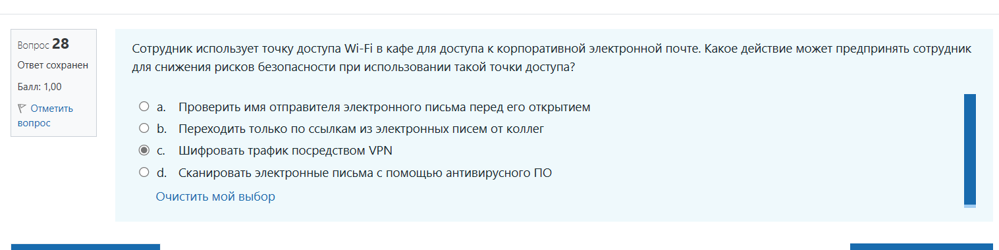 Вопрос 28
Ответ сохранен
Балл: 1,00
Отметить
вопрос
Сотрудник использует точку доступа Wi-Fi в кафе для доступа к корпоративной электронной почте. Какое действие может предпринять сотрудник
для снижения рисков безопасности при использовании такой точки доступа?
a. Проверить имя отправителя электронного письма перед его открытием
b. Переходить только по ссылкам из электронных писем от коллег
c. Шифровать трафик посредством VPN
d. Сканировать электронные письма с помощью антивирусного ПО
Очистить мой выбор